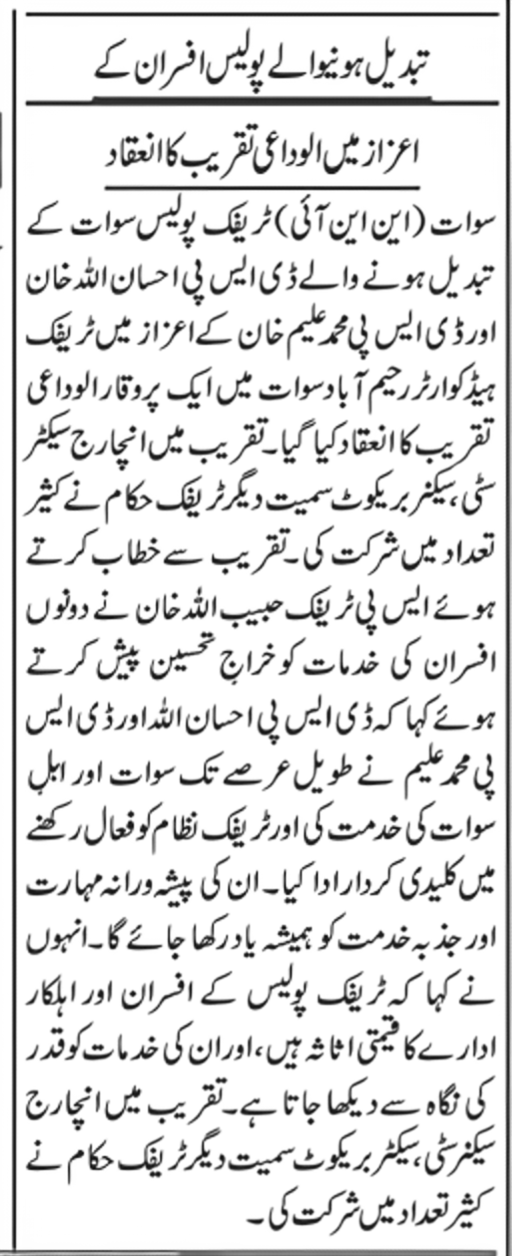 تبدیل ہونیوالے پولیس افسران کے
اعزاز میں الوداعی تقریب کا انعقاد
سوات (این این آئی) ٹریفک پولیس سوات کے
تبدیل ہونے والے ڈی ایس پی احسان اللہ خان
اور ڈی ایس پی محمد علیم خان کے اعزاز میں ٹریفک
ہیڈ کوارٹر رحیم آباد سوات میں ایک پروقار الوداعی
تقریب کا انعقاد کیا گیا۔ تقریب میں انچارج سیکٹر
سٹی، سیکنر بریکوٹ سمیت دیگر ٹریفک حکام نے کثیر
تعداد میں شرکت کی۔ تقریب سے خطاب کرتے
ہوئے ایس پی ٹریفک حبیب اللہ خان نے دونوں
افسران کی خدمات کو خراج تحسین پیش کرتے
ہوئے کہا کہ ڈی ایس پی احسان اللہ اور ڈی ایس
پی محمد علیم نے طویل عرصے تک سوات اور اہل
سوات کی خدمت کی اور ٹریفک نظام کو فعال رکھنے
میں کلیدی کردار ادا کیا۔ ان کی پیشہ ورانہ مہارت
اور جذبہ خدمت کو ہمیشہ یاد رکھا جائے گا۔ انہوں
نے کہا کہ ٹریفک پولیس کے افسران اور اہلکار
ادارے کا قیمتی اثاثہ ہیں، اور ان کی خدمات کو قدر
کی نگاہ سے دیکھا جاتا ہے۔ تقریب میں انچارج
سیکنر سٹی، سیکٹر بریکوٹ سمیت دیگر ٹریفک حکام نے
کثیر تعداد میں شرکت کی۔